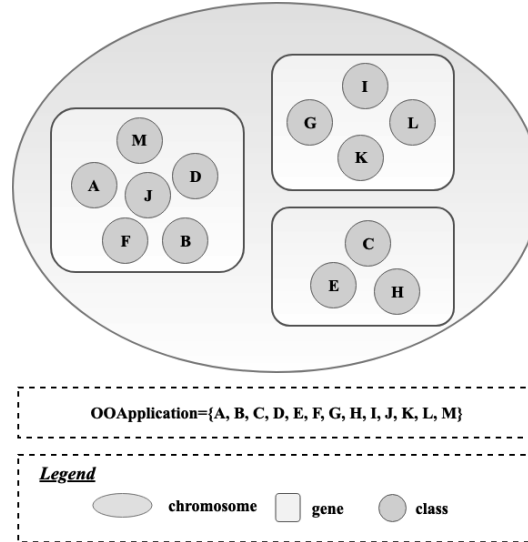 M
A
D
J
F
B
I
G
L
K
C
E
H
OOApplication={A, B, C, D, E, F, G, H, I, J, K, L, M}
Legend
chromosome gene class